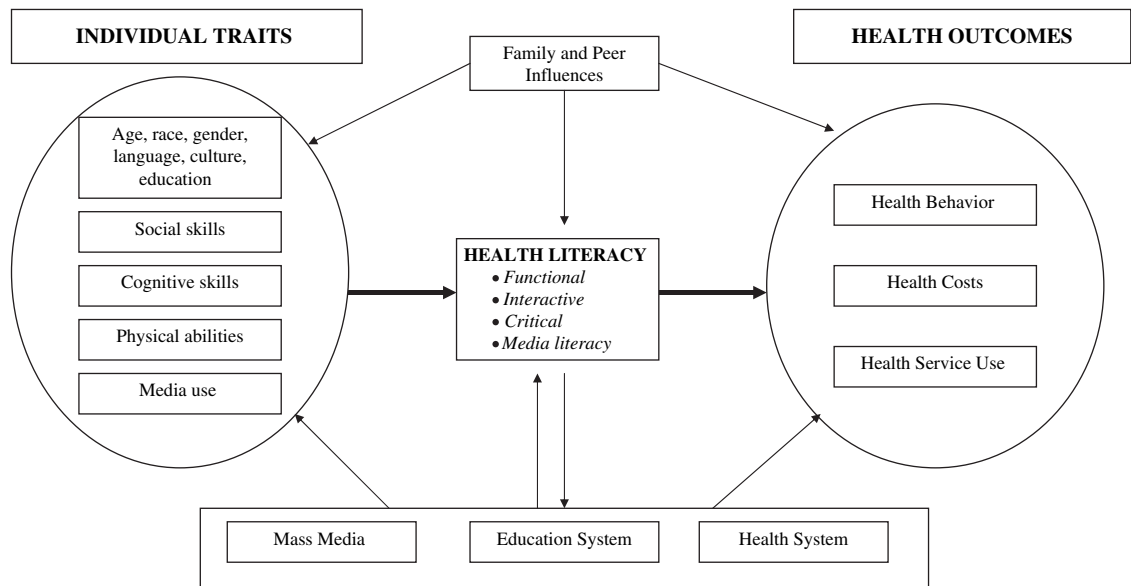 INDIVIDUAL TRAITS
Family and Peer
Influences
HEALTH OUTCOMES
Age, race, gender,
language, culture,
education
Social skills
Cognitive skills
Physical abilities
Media use
HEALTH LITERACY
• Functional
• Interactive
• Critical
• Media literacy
Health Behavior
Health Costs
Health Service Use
Mass Media
Education System
Health System